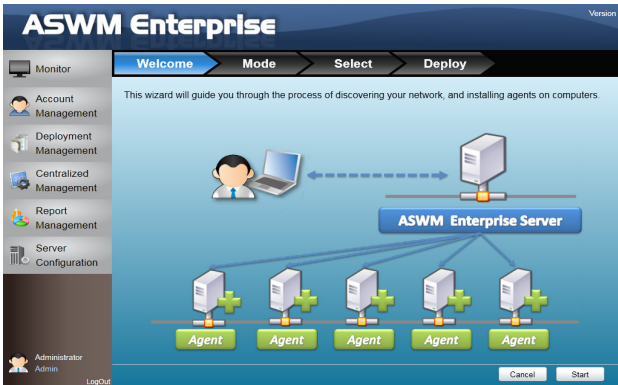 ASWM Enterprise
Version
Monitor
Account
Management
Deployment
Management
Centralized
Management
Report
Management
Server
Configuration
Administrator
Admin
LogOut
Welcome
Mode
Select
Deploy
This wizard will guide you through the process of discovering your network, and installing agents on computers.
ASWM Enterprise Server
Agent
Agent
Agent
Agent
Agent
Cancel
Start